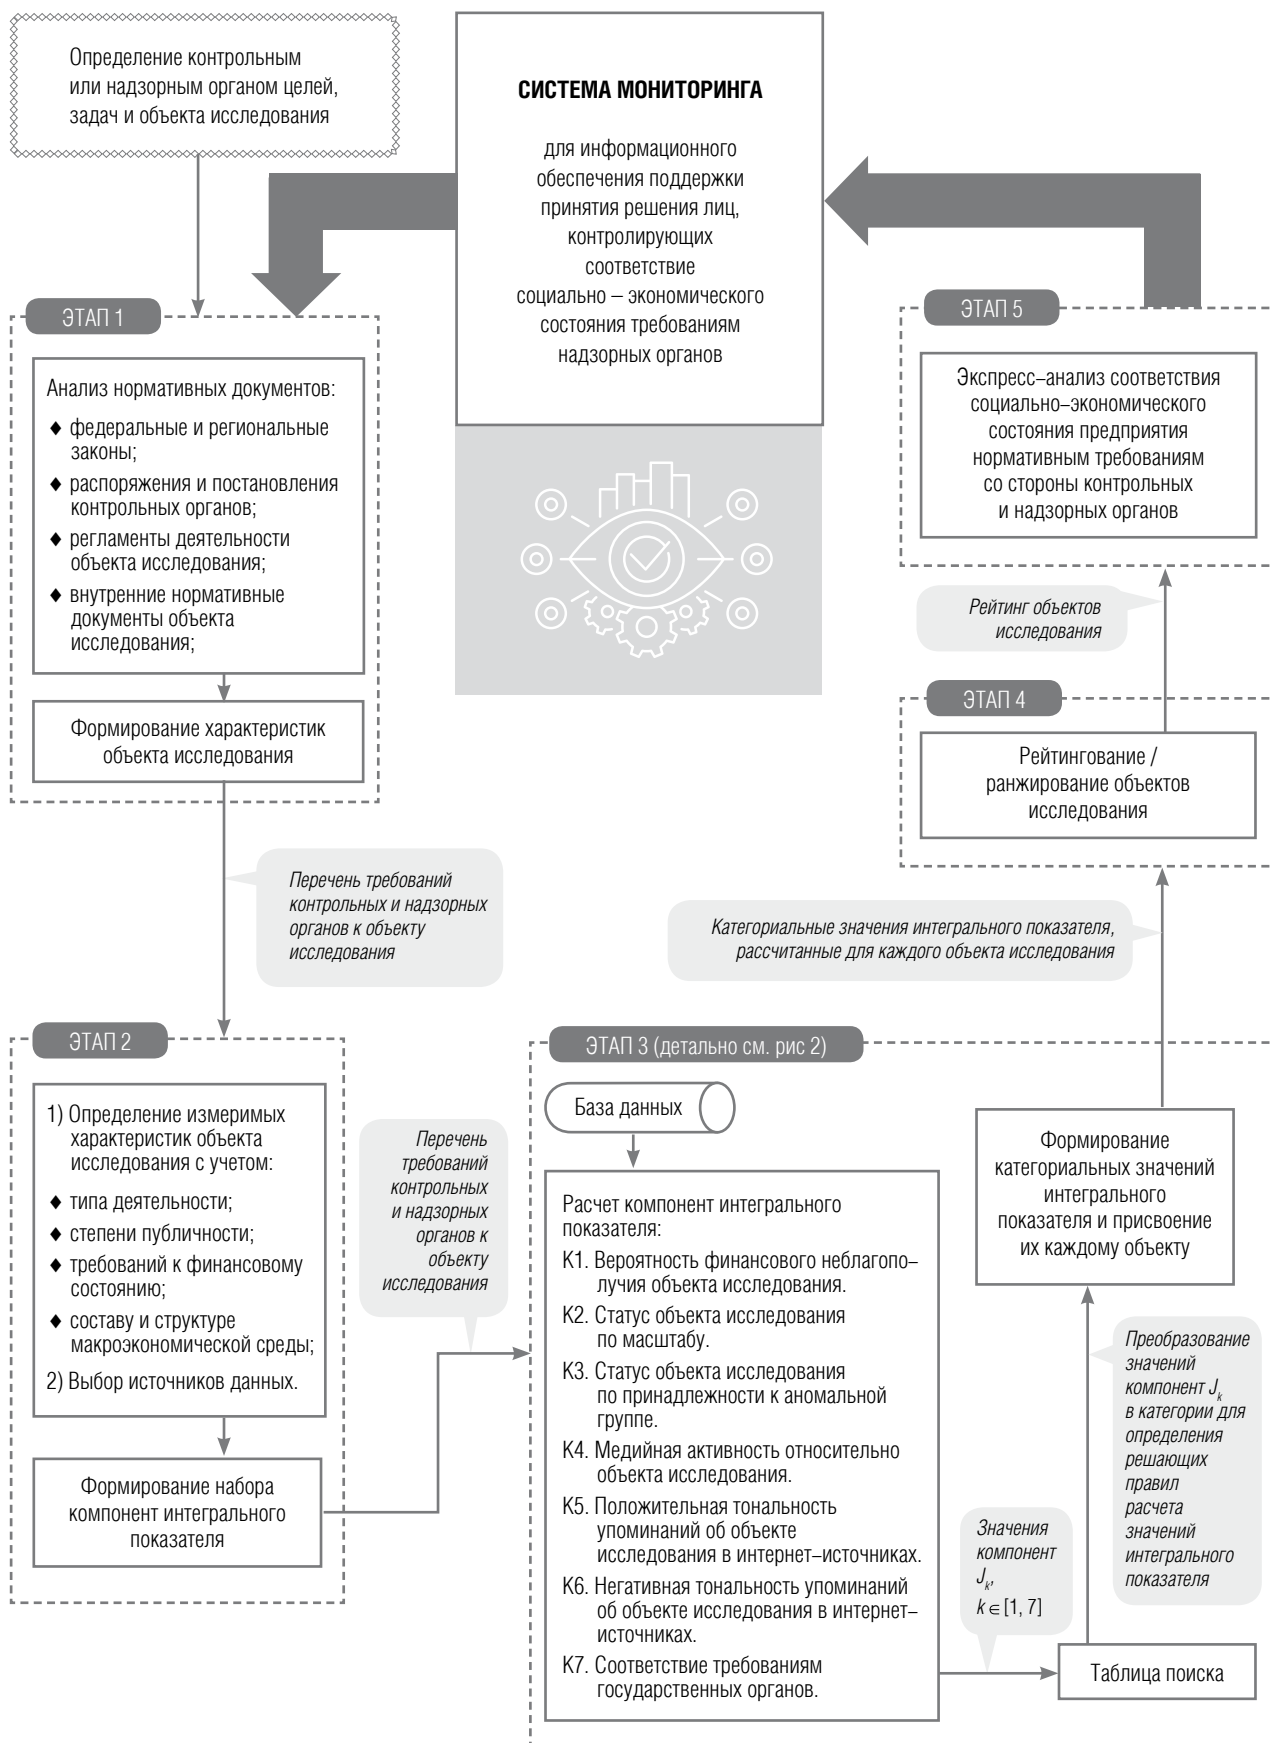 Определение контрольным
или надзорным органом целей,
задач и объекта исследования
СИСТЕМА МОНИТОРИНГА
для информационного
обеспечения поддержки
принятия решения лиц,
контролирующих
соответствие
социально – экономического
состояния требованиям
надзорных органов
ЭТАП 1
Анализ нормативных документов:
♦ федеральные и региональные
законы;
♦ распоряжения и постановления
контрольных органов;
♦ регламенты деятельности
объекта исследования;
♦ внутренние нормативные
документы объекта
исследования;
Формирование характеристик
объекта исследования
Перечень требований
контрольных и надзорных
органов к объекту
исследования
ЭТАП 2
1) Определение измеримых
характеристик объекта
исследования с учетом:
♦ типа деятельности;
♦ степени публичности;
♦ требований к финансовому
состоянию;
♦ составу и структуре
макроэкономической среды;
2) Выбор источников данных.
Формирование набора
компонент интегрального
показателя
Перечень
требований
контрольных
и надзорных
органов к
объекту
исследования
ЭТАП 3 (детально см. рис 2)
База данных
Расчет компонент интегрального
показателя:
К1. Вероятность финансового неблагопо–
лучия объекта исследования.
К2. Статус объекта исследования
по масштабу.
К3. Статус объекта исследования
по принадлежности к аномальной
группе.
К4. Медийная активность относительно
объекта исследования.
К5. Положительная тональность
упоминаний об объекте
исследования в интернет–источниках.
К6. Негативная тональность упоминаний
об объекте исследования в интернет–
источниках.
К7. Соответствие требованиям
государственных органов.
Значения
компонент
Jk,
k ∈ [1, 7]
Таблица поиска
Преобразование
значений
компонент Jk
в категории для
определения
решающих
правил
расчета
значений
интегрального
показателя
Формирование
категориальных значений
интегрального
показателя и присвоение
их каждому объекту
Категориальные значения интегрального показателя,
рассчитанные для каждого объекта исследования
ЭТАП 4
Рейтингование /
ранжирование объектов
исследования
Рейтинг объектов
исследования
ЭТАП 5
Экспресс–анализ соответствия
социально–экономического
состояния предприятия
нормативным требованиям
со стороны контрольных
и надзорных органов